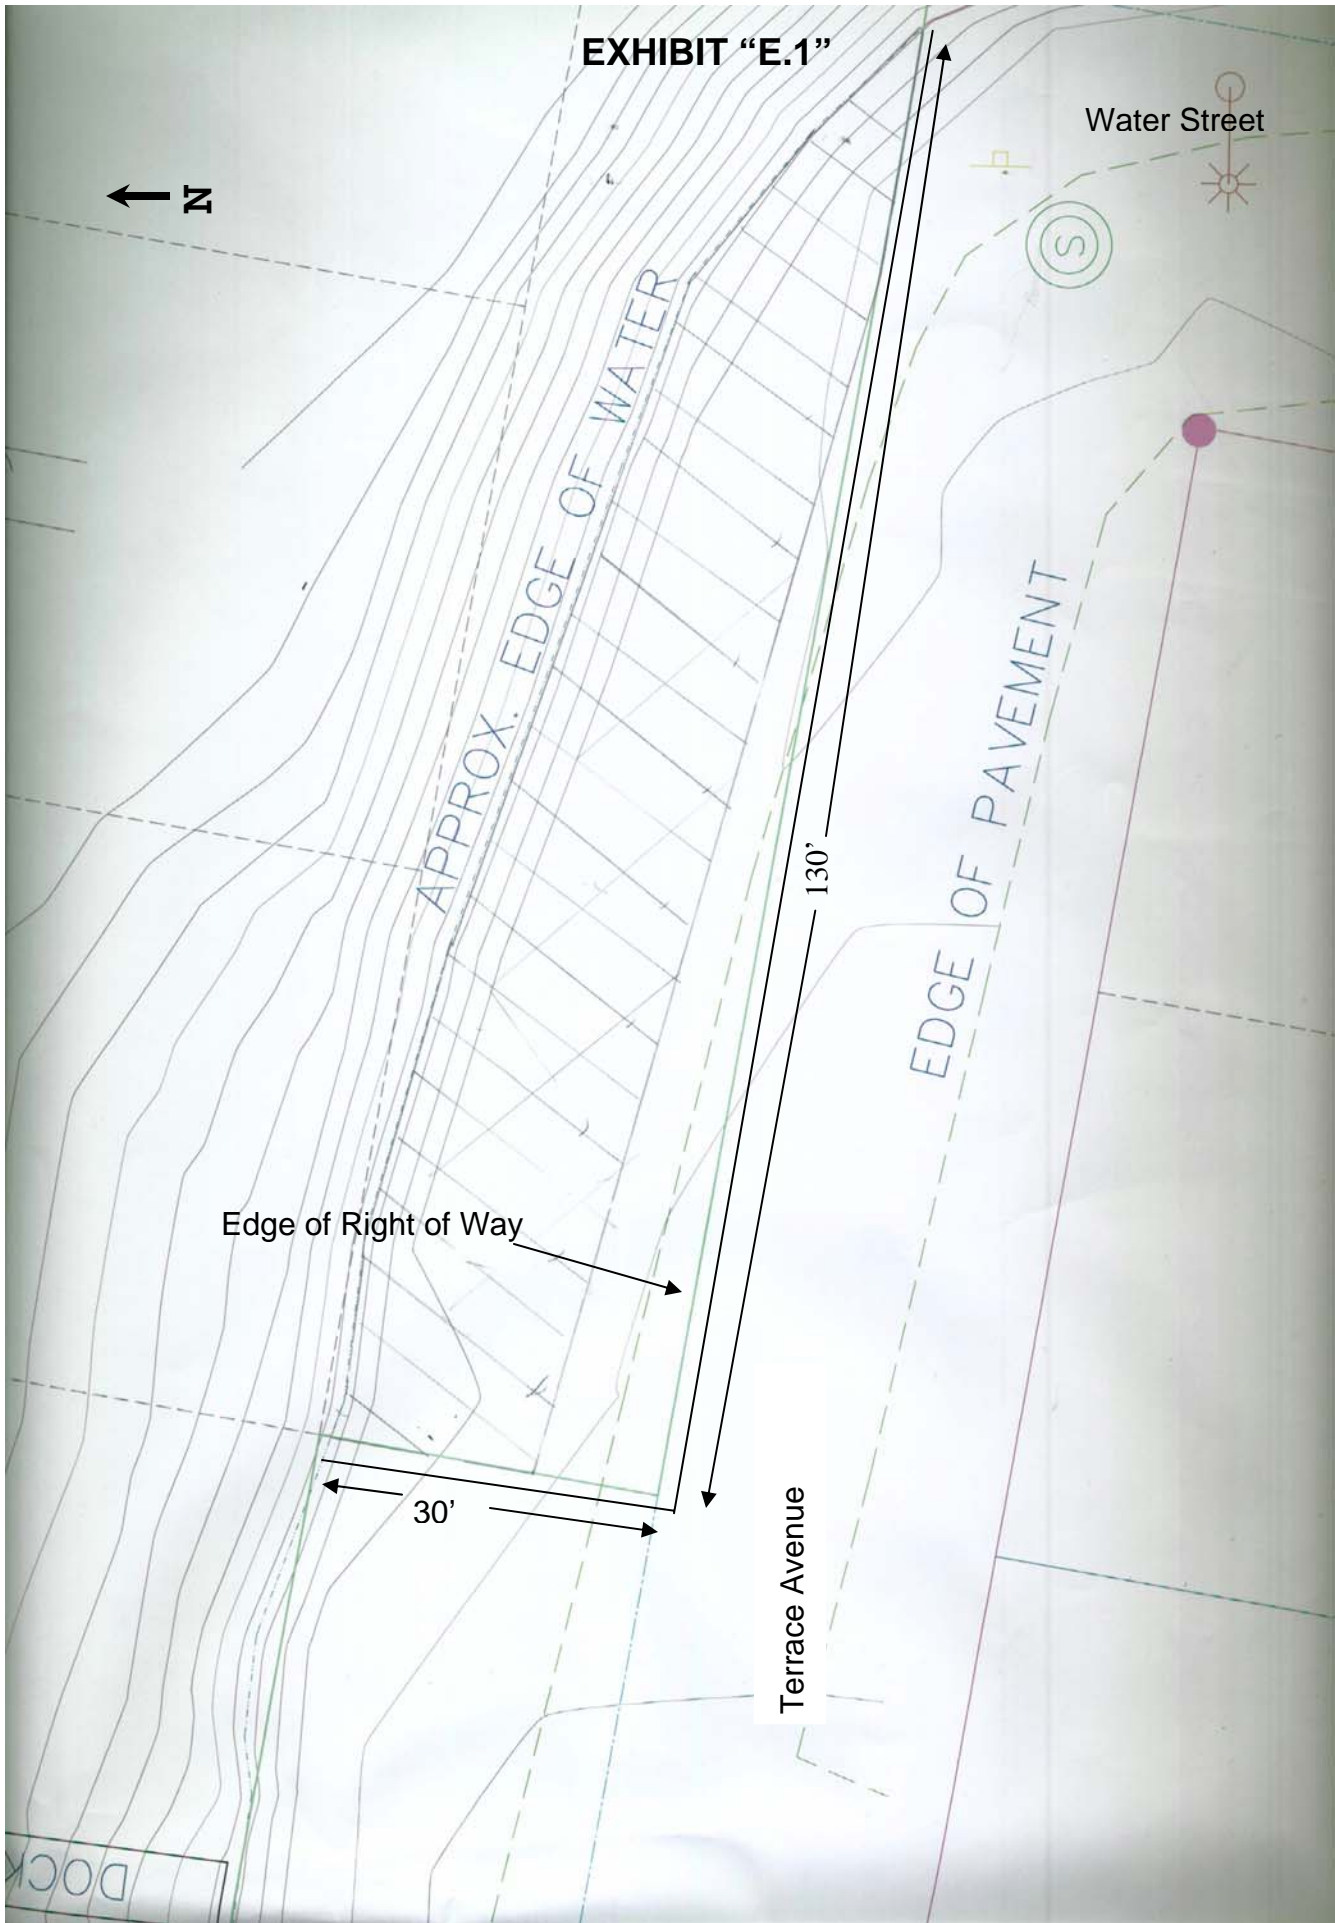 EXHIBIT “E.1”
Water Street
N
S
APPROX. EDGE OF WATER
EDGE OF PAVEMENT
130’
Edge of Right of Way
30’
Terrace Avenue
DOCK